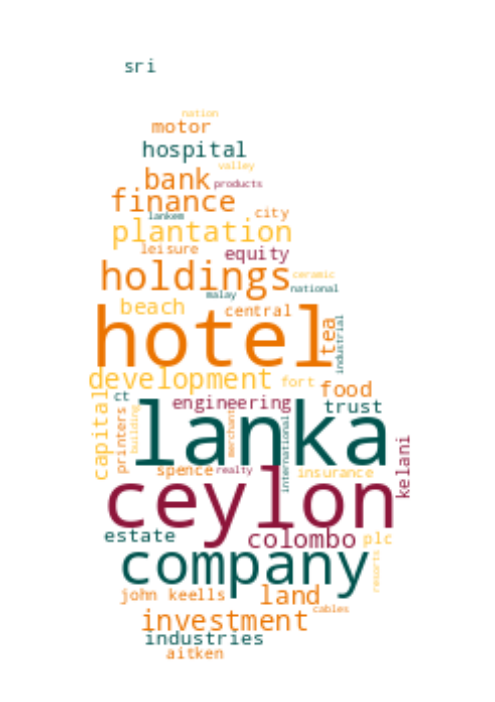 sri
nation
motor
hospital
valley
bank
products
finance
lankem
city
plantation
leisure
equity
holdings
ceramic
malay
national
beach
central
hotel
tea
industrial
development
fort
food
ct
capital
engineering
trust
printers
building
merchant
lanka
international
spence
realty
insurance
kelani
ceylon
estate
colombo
plc
company
resorts
john keells
land
cables
investment
industries
aitken